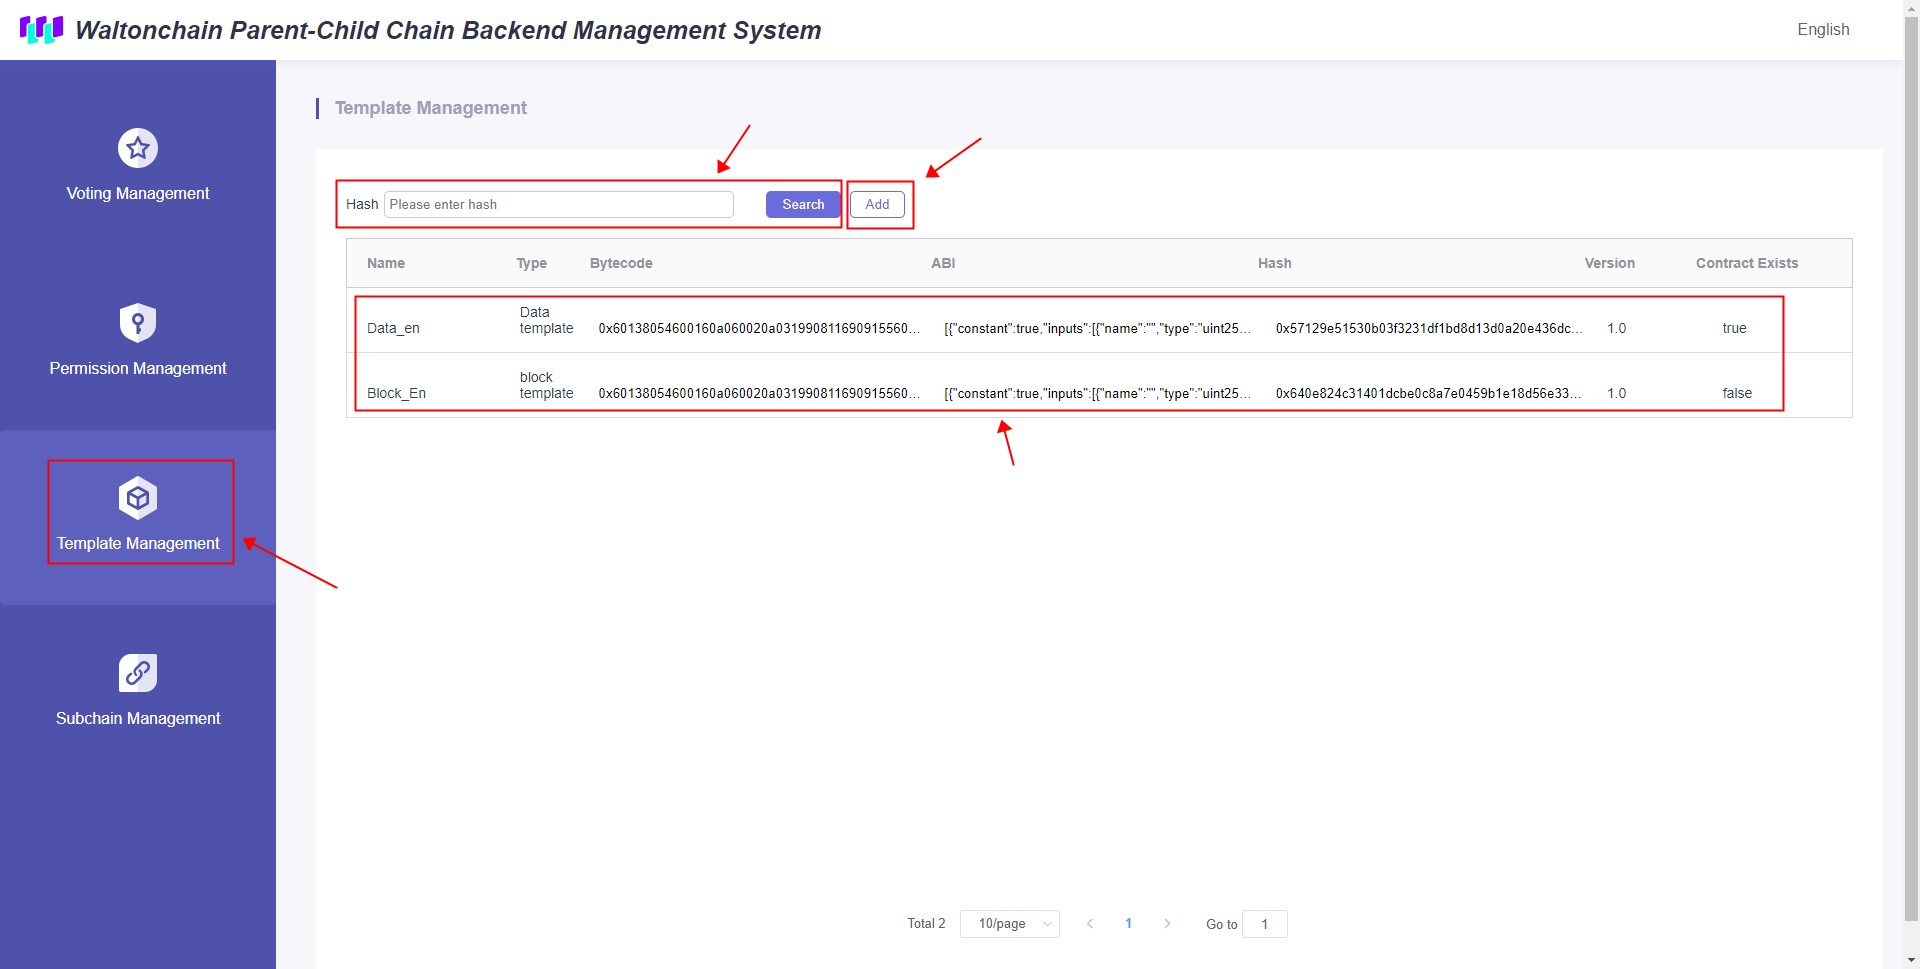 Waltonchain Parent-Child Chain Backend Management System
English
Voting Management
Permission Management
Template Management
Subchain Management
Template Management
Hash Please enter hash Search Add
Name Type Bytecode ABI Hash Version Contract Exists
Data_en Data template 0x60138054600160a060020a031990811690915560... [{"constant":true,"inputs":[{"name":"","type":"uint25... 0x57129e51530b03f3231df1bd8d13d0a20e436dc... 1.0 true
Block_En block template 0x60138054600160a060020a031990811690915560... [{"constant":true,"inputs":[{"name":"","type":"uint25... 0x640e824c31401dcbe0c8a7e0459b1e18d56e33... 1.0 false
Total 2 10/page 1 Go to 1